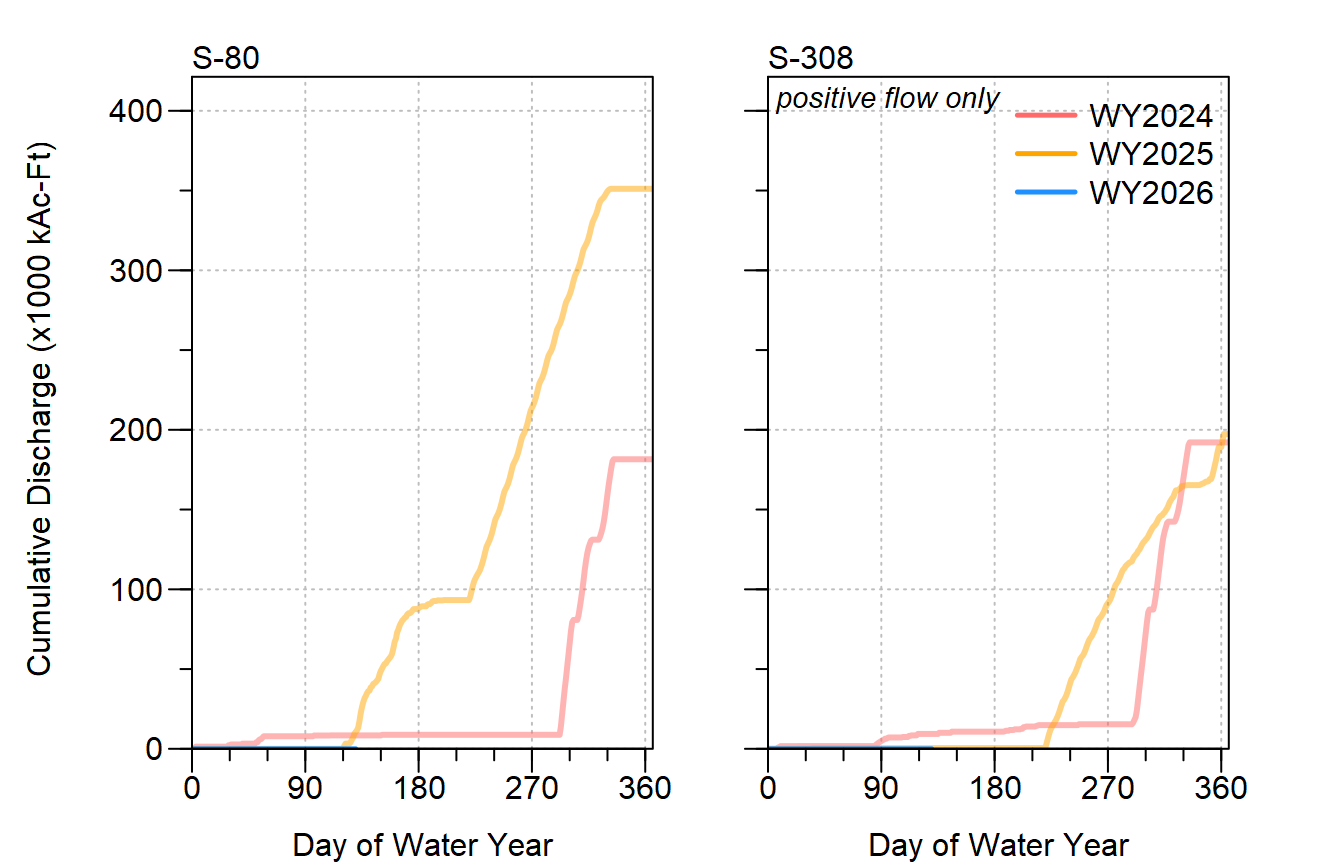 S-80
S-308
positive flow only
WY2024
WY2025
WY2026
Cumulative Discharge (x1000 kAc-Ft)
400
300
200
100
0
0 90 180 270 360
0 90 180 270 360
Day of Water Year
Day of Water Year